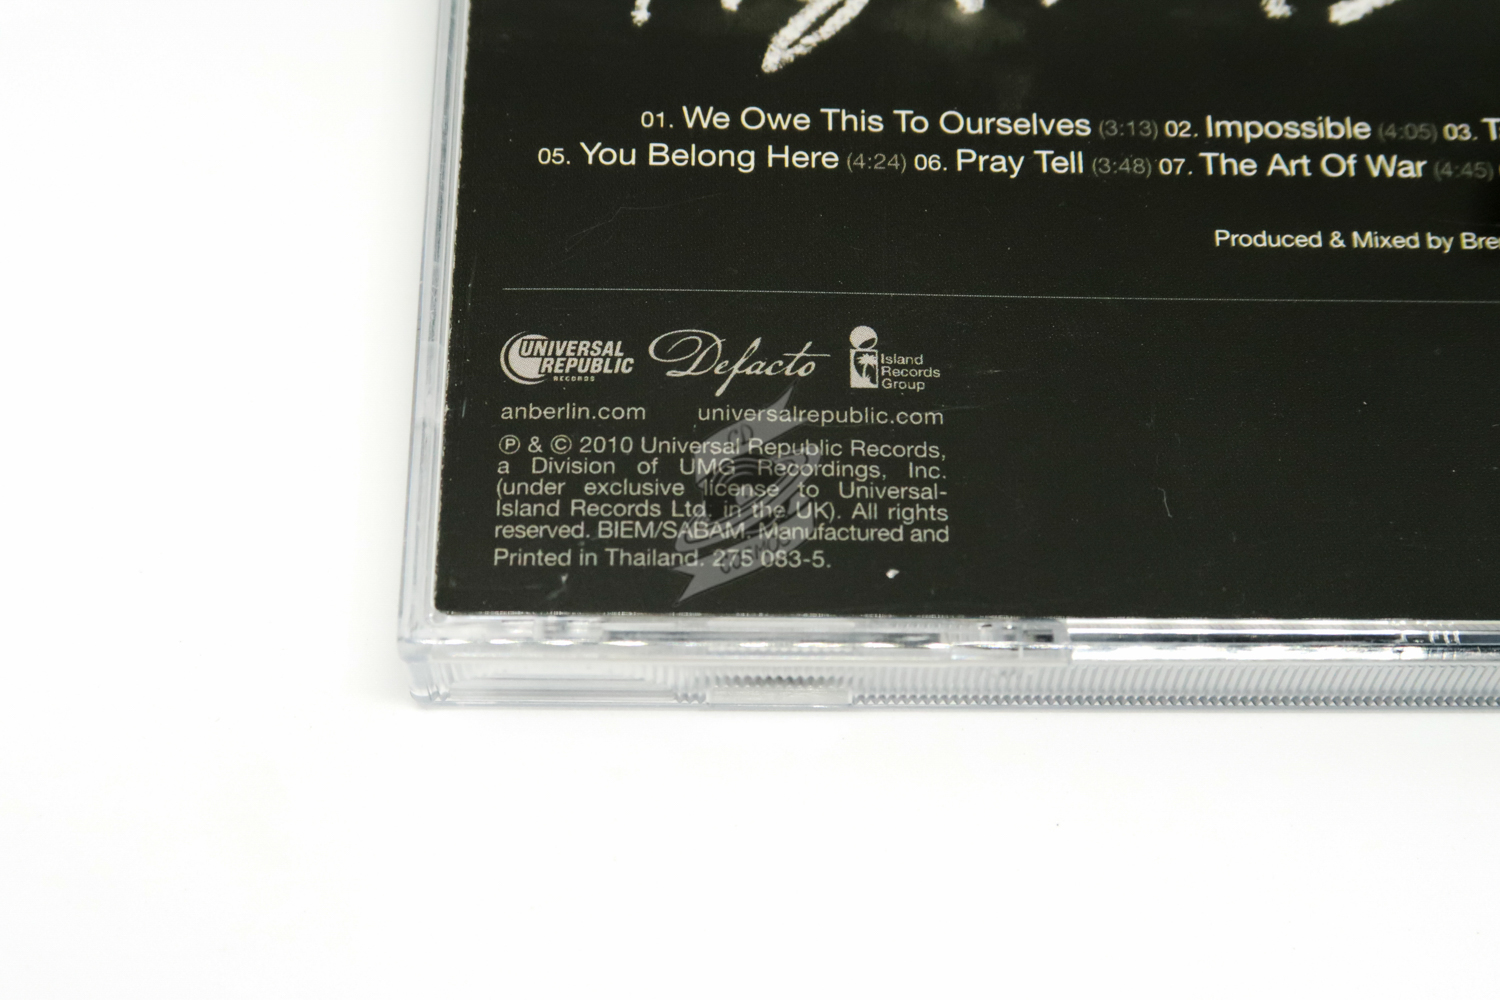 01. We Owe This To Ourselves (3:13) 02. Impossible (4:05) 03.
05. You Belong Here (4:24) 06. Pray Tell (3:48) 07. The Art Of War (4:45)
Produced & Mixed by
UNIVERSAL REPUBLIC RECORDS
Defacto
Island Records Group
anberlin.com universalrepublic.com
℗ & © 2010 Universal Republic Records,
a Division of UMG Recordings, Inc.
(under exclusive license to Universal-
Island Records Ltd. in the UK). All rights
reserved. BIEM/SABAM. Manufactured and
Printed in Thailand. 275 083-5.
CD